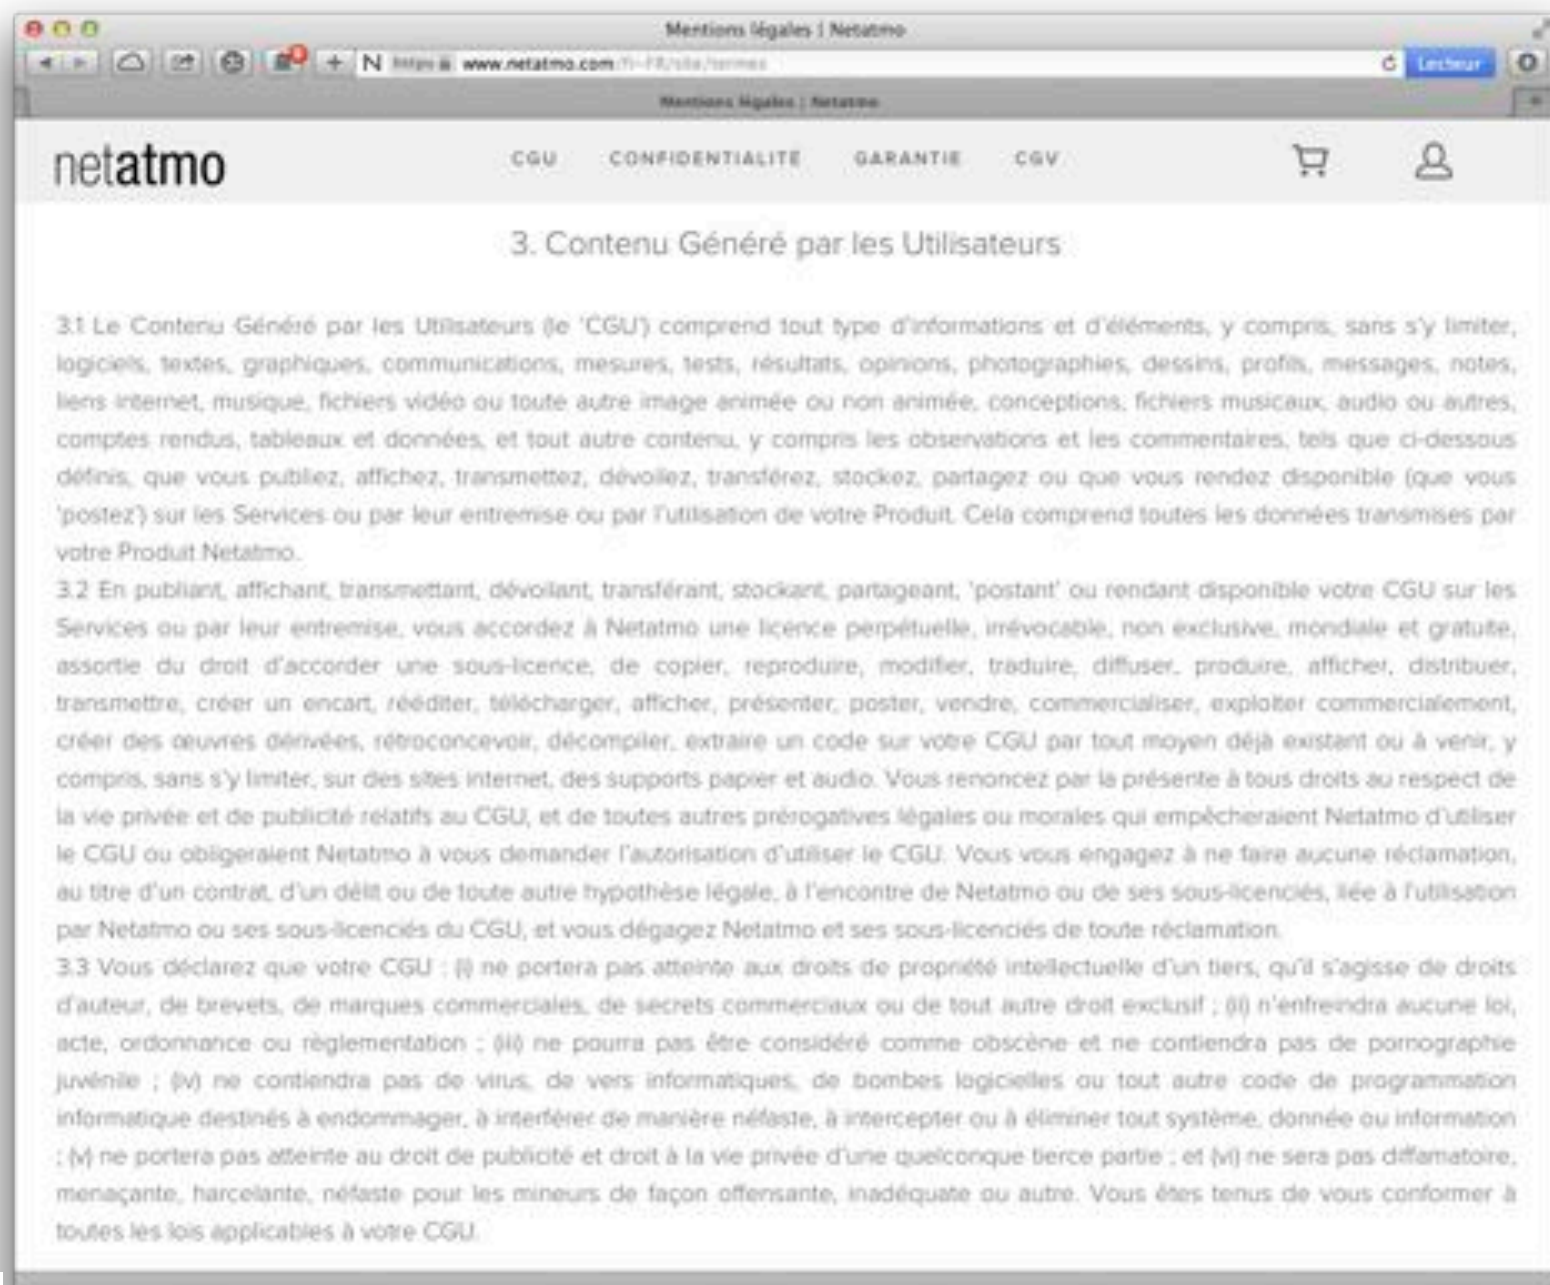 Mentions légales | Netatmo
N https www.netatmo.com/fr-FR/site/termes
Lecteur
Mentions légales | Netatmo
netatmo
CGU CONFIDENTIALITÉ GARANTIE CGV
3. Contenu Généré par les Utilisateurs
3.1 Le Contenu Généré par les Utilisateurs (le 'CGU') comprend tout type d'informations et d'éléments, y compris, sans s'y limiter,
logiciels, textes, graphiques, communications, mesures, tests, résultats, opinions, photographies, dessins, profils, messages, notes,
liens internet, musique, fichiers vidéo ou toute autre image animée ou non animée, conceptions, fichiers musicaux, audio ou autres,
comptes rendus, tableaux et données, et tout autre contenu, y compris les observations et les commentaires, tels que ci-dessous
définis, que vous publiez, affichez, transmettez, dévoilez, transférez, stockez, partagez ou que vous rendez disponible (que vous
'postez') sur les Services ou par leur entremise ou par l'utilisation de votre Produit. Cela comprend toutes les données transmises par
votre Produit Netatmo.
3.2 En publiant, affichant, transmettant, dévoilant, transférant, stockant, partageant, 'postant' ou rendant disponible votre CGU sur les
Services ou par leur entremise, vous accordez à Netatmo une licence perpétuelle, irrévocable, non exclusive, mondiale et gratuite,
assortie du droit d'accorder une sous-licence, de copier, reproduire, modifier, traduire, diffuser, produire, afficher, distribuer,
transmettre, créer un encart, rééditer, télécharger, afficher, présenter, poster, vendre, commercialiser, exploiter commercialement,
créer des œuvres dérivées, rétroconcevoir, décompiler, extraire un code sur votre CGU par tout moyen déjà existant ou à venir, y
compris, sans s'y limiter, sur des sites internet, des supports papier et audio. Vous renoncez par la présente à tous droits au respect de
la vie privée et de publicité relatifs au CGU, et de toutes autres prérogatives légales ou morales qui empêcheraient Netatmo d'utiliser
le CGU ou obligeraient Netatmo à vous demander l'autorisation d'utiliser le CGU. Vous vous engagez à ne faire aucune réclamation,
au titre d'un contrat, d'un délit ou de toute autre hypothèse légale, à l'encontre de Netatmo ou de ses sous-licenciés, liée à l'utilisation
par Netatmo ou ses sous-licenciés du CGU, et vous dégagez Netatmo et ses sous-licenciés de toute réclamation.
3.3 Vous déclarez que votre CGU : (i) ne portera pas atteinte aux droits de propriété intellectuelle d'un tiers, qu'il s'agisse de droits
d'auteur, de brevets, de marques commerciales, de secrets commerciaux ou de tout autre droit exclusif ; (ii) n'enfreindra aucune loi,
acte, ordonnance ou règlementation ; (iii) ne pourra pas être considéré comme obscène et ne contiendra pas de pornographie
juvénile ; (iv) ne contiendra pas de virus, de vers informatiques, de bombes logicielles ou tout autre code de programmation
informatique destinés à endommager, à interférer de manière néfaste, à intercepter ou à éliminer tout système, donnée ou information
; (v) ne portera pas atteinte au droit de publicité et droit à la vie privée d'une quelconque tierce partie ; et (vi) ne sera pas diffamatoire,
menaçante, harcelante, néfaste pour les mineurs de façon offensante, inadéquate ou autre. Vous êtes tenus de vous conformer à
toutes les lois applicables à votre CGU.